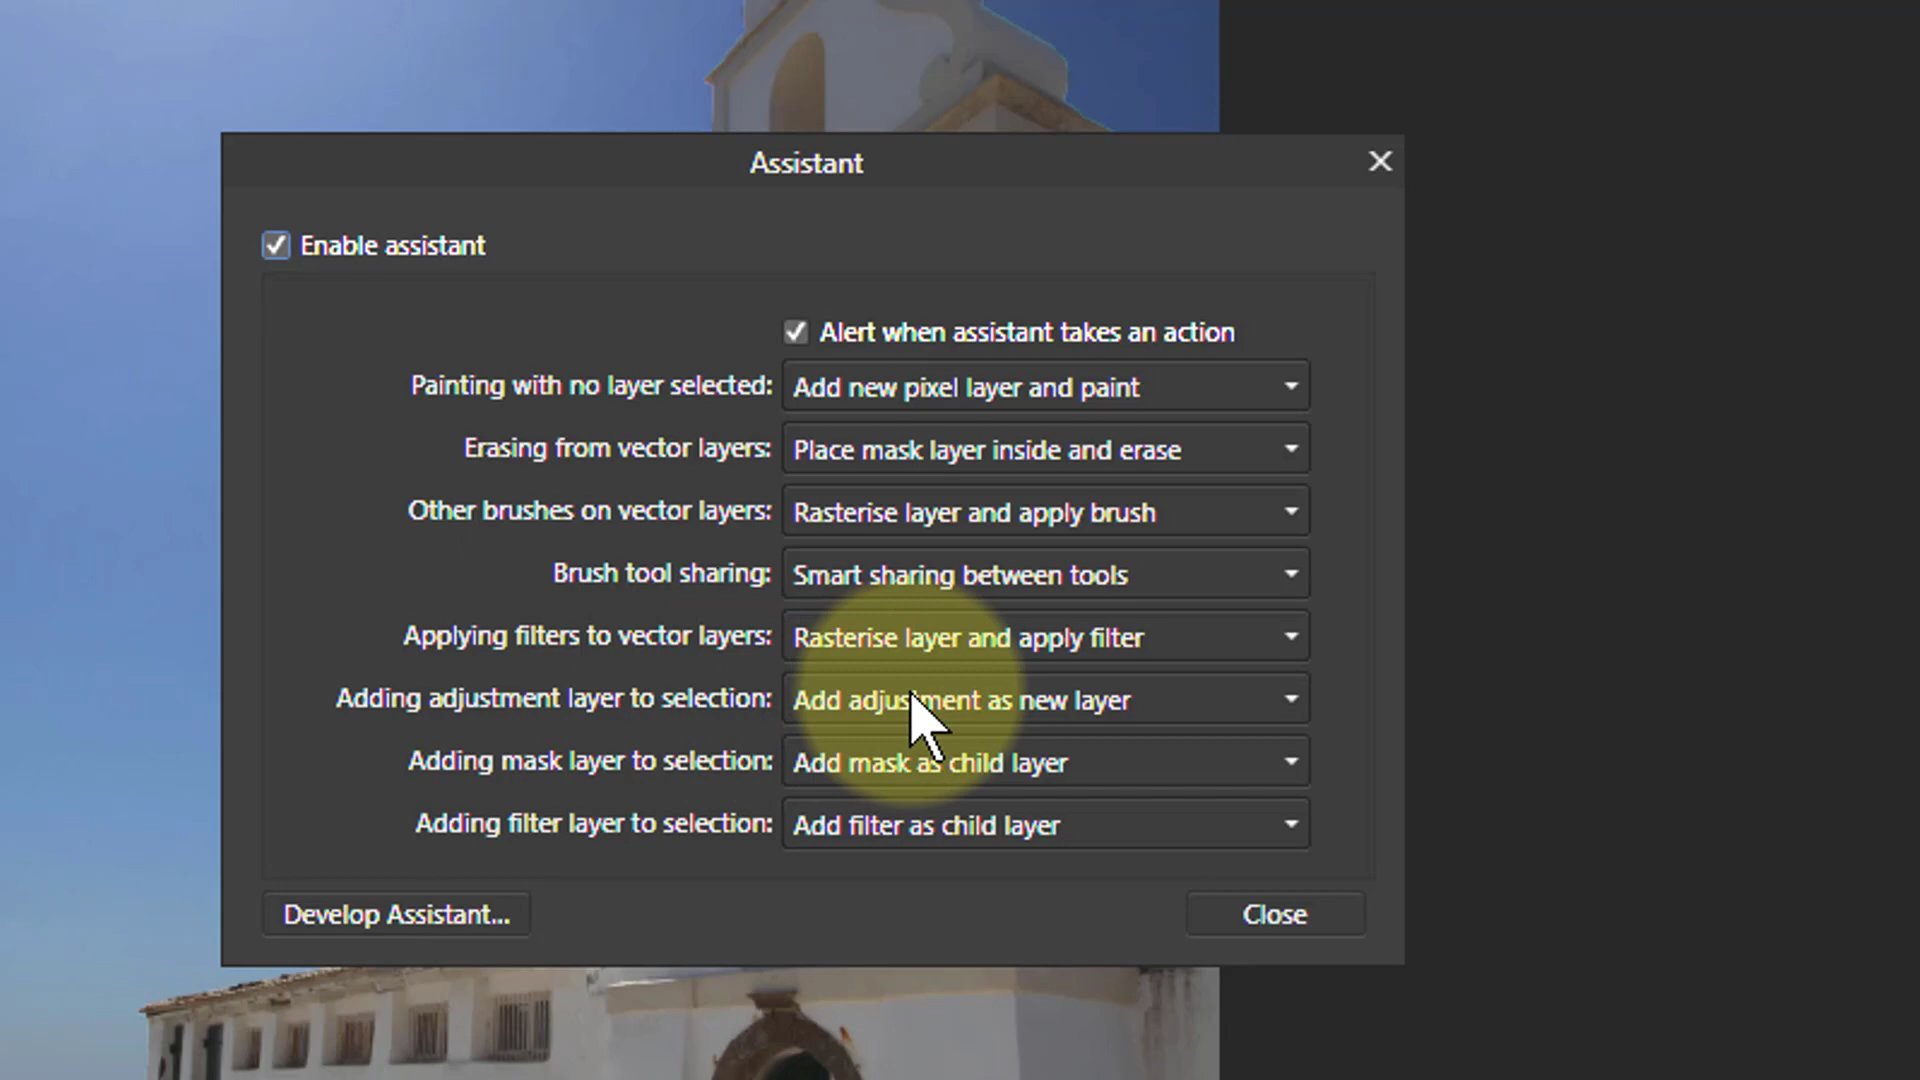 Assistant
Enable assistant
Alert when assistant takes an action
Painting with no layer selected: Add new pixel layer and paint
Erasing from vector layers: Place mask layer inside and erase
Other brushes on vector layers: Rasterise layer and apply brush
Brush tool sharing: Smart sharing between tools
Applying filters to vector layers: Rasterise layer and apply filter
Adding adjustment layer to selection: Add adjustment as new layer
Adding mask layer to selection: Add mask as child layer
Adding filter layer to selection: Add filter as child layer
Develop Assistant... Close